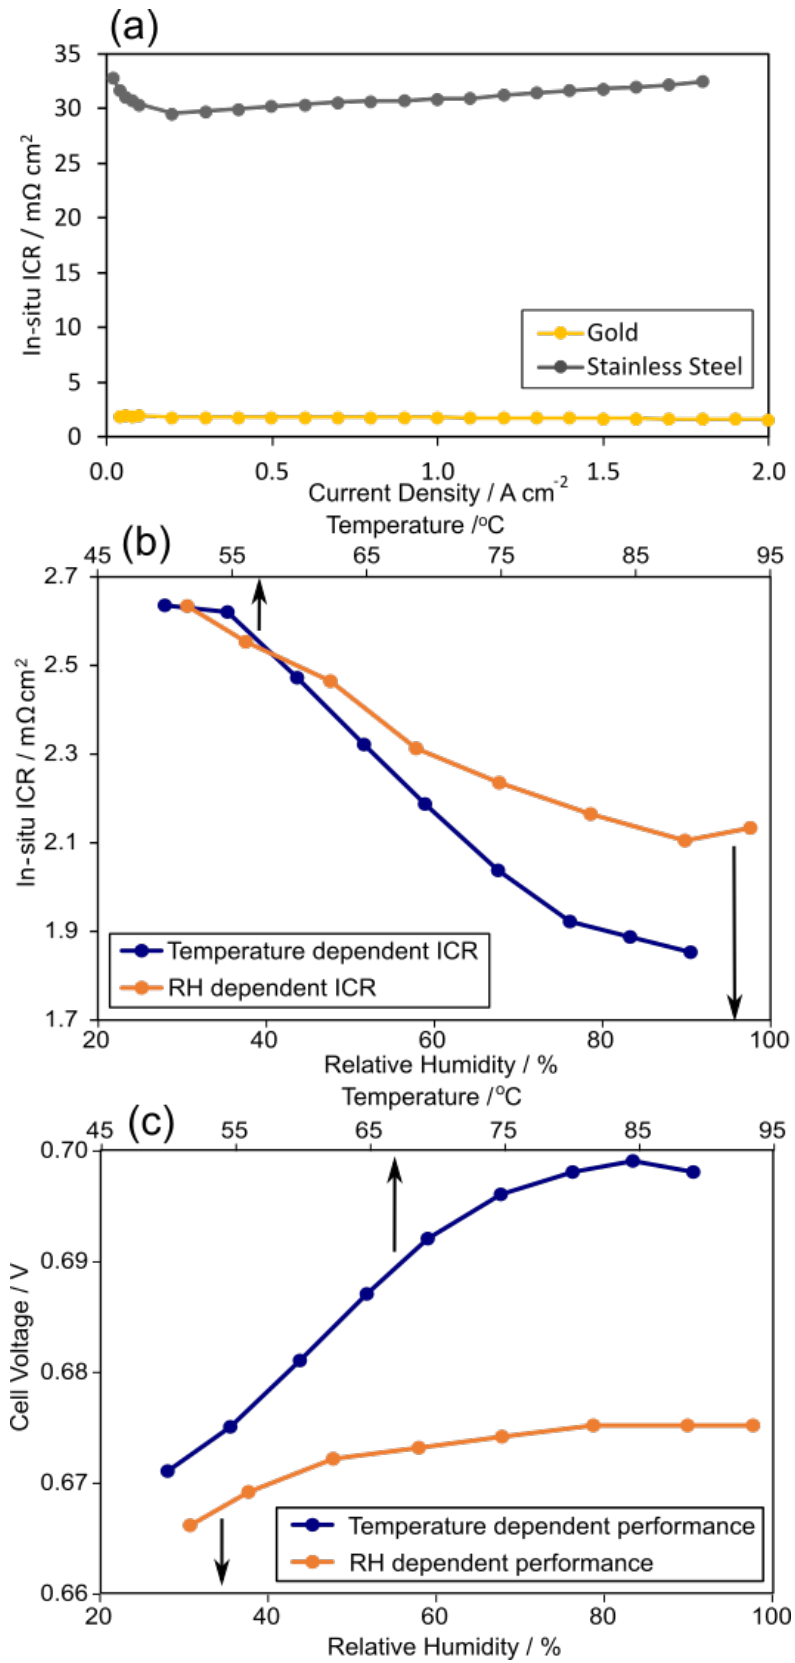 (a)
35
30
25
20
15
10
5
0
In-situ ICR / mΩ cm2
Gold
Stainless Steel
0.0 0.5 1.0 1.5 2.0
Current Density / A cm-2
Temperature /oC
(b)
45 55 65 75 85 95
2.7
2.5
2.3
2.1
1.9
1.7
In-situ ICR / mΩ cm2
Temperature dependent ICR
RH dependent ICR
20 40 60 80 100
Relative Humidity / %
Temperature /oC
(c)
45 55 65 75 85 95
0.70
0.69
0.68
0.67
0.66
Cell Voltage / V
Temperature dependent performance
RH dependent performance
20 40 60 80 100
Relative Humidity / %